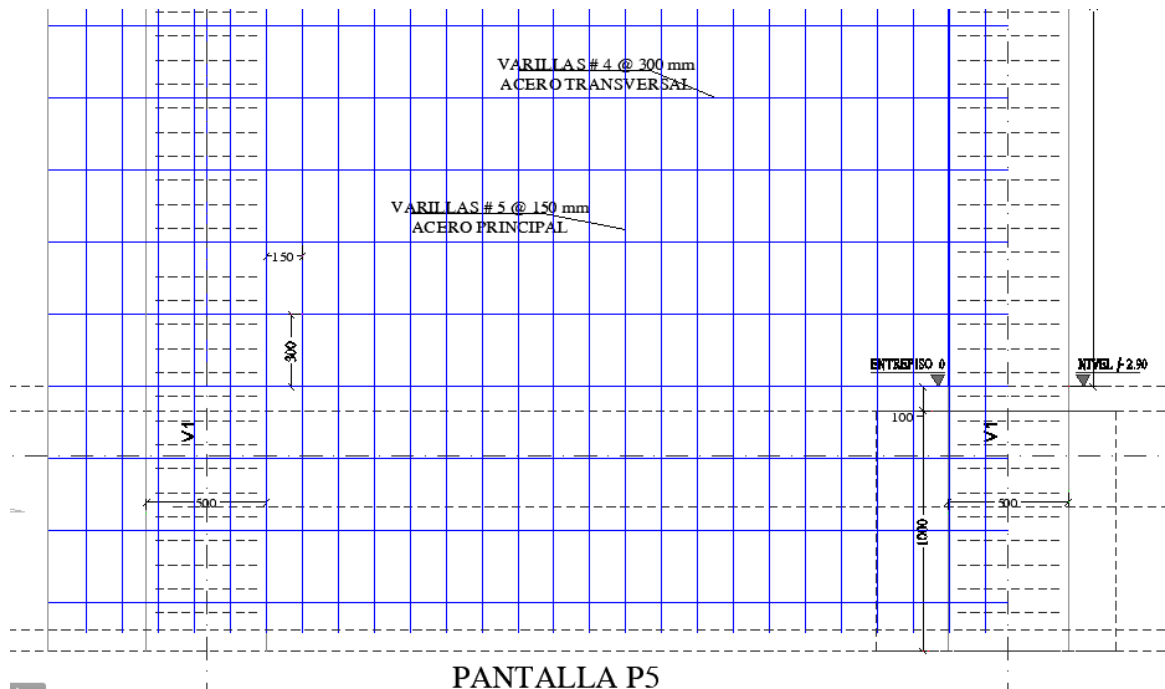 VARILLAS # 4 @ 300 mm
ACERO TRANSVERSAL
VARILLAS # 5 @ 150 mm
ACERO PRINCIPAL
150
300
ENTREPISO 0
NIVEL /- 2.90
100
V1
V1
500
500
1000
PANTALLA P5